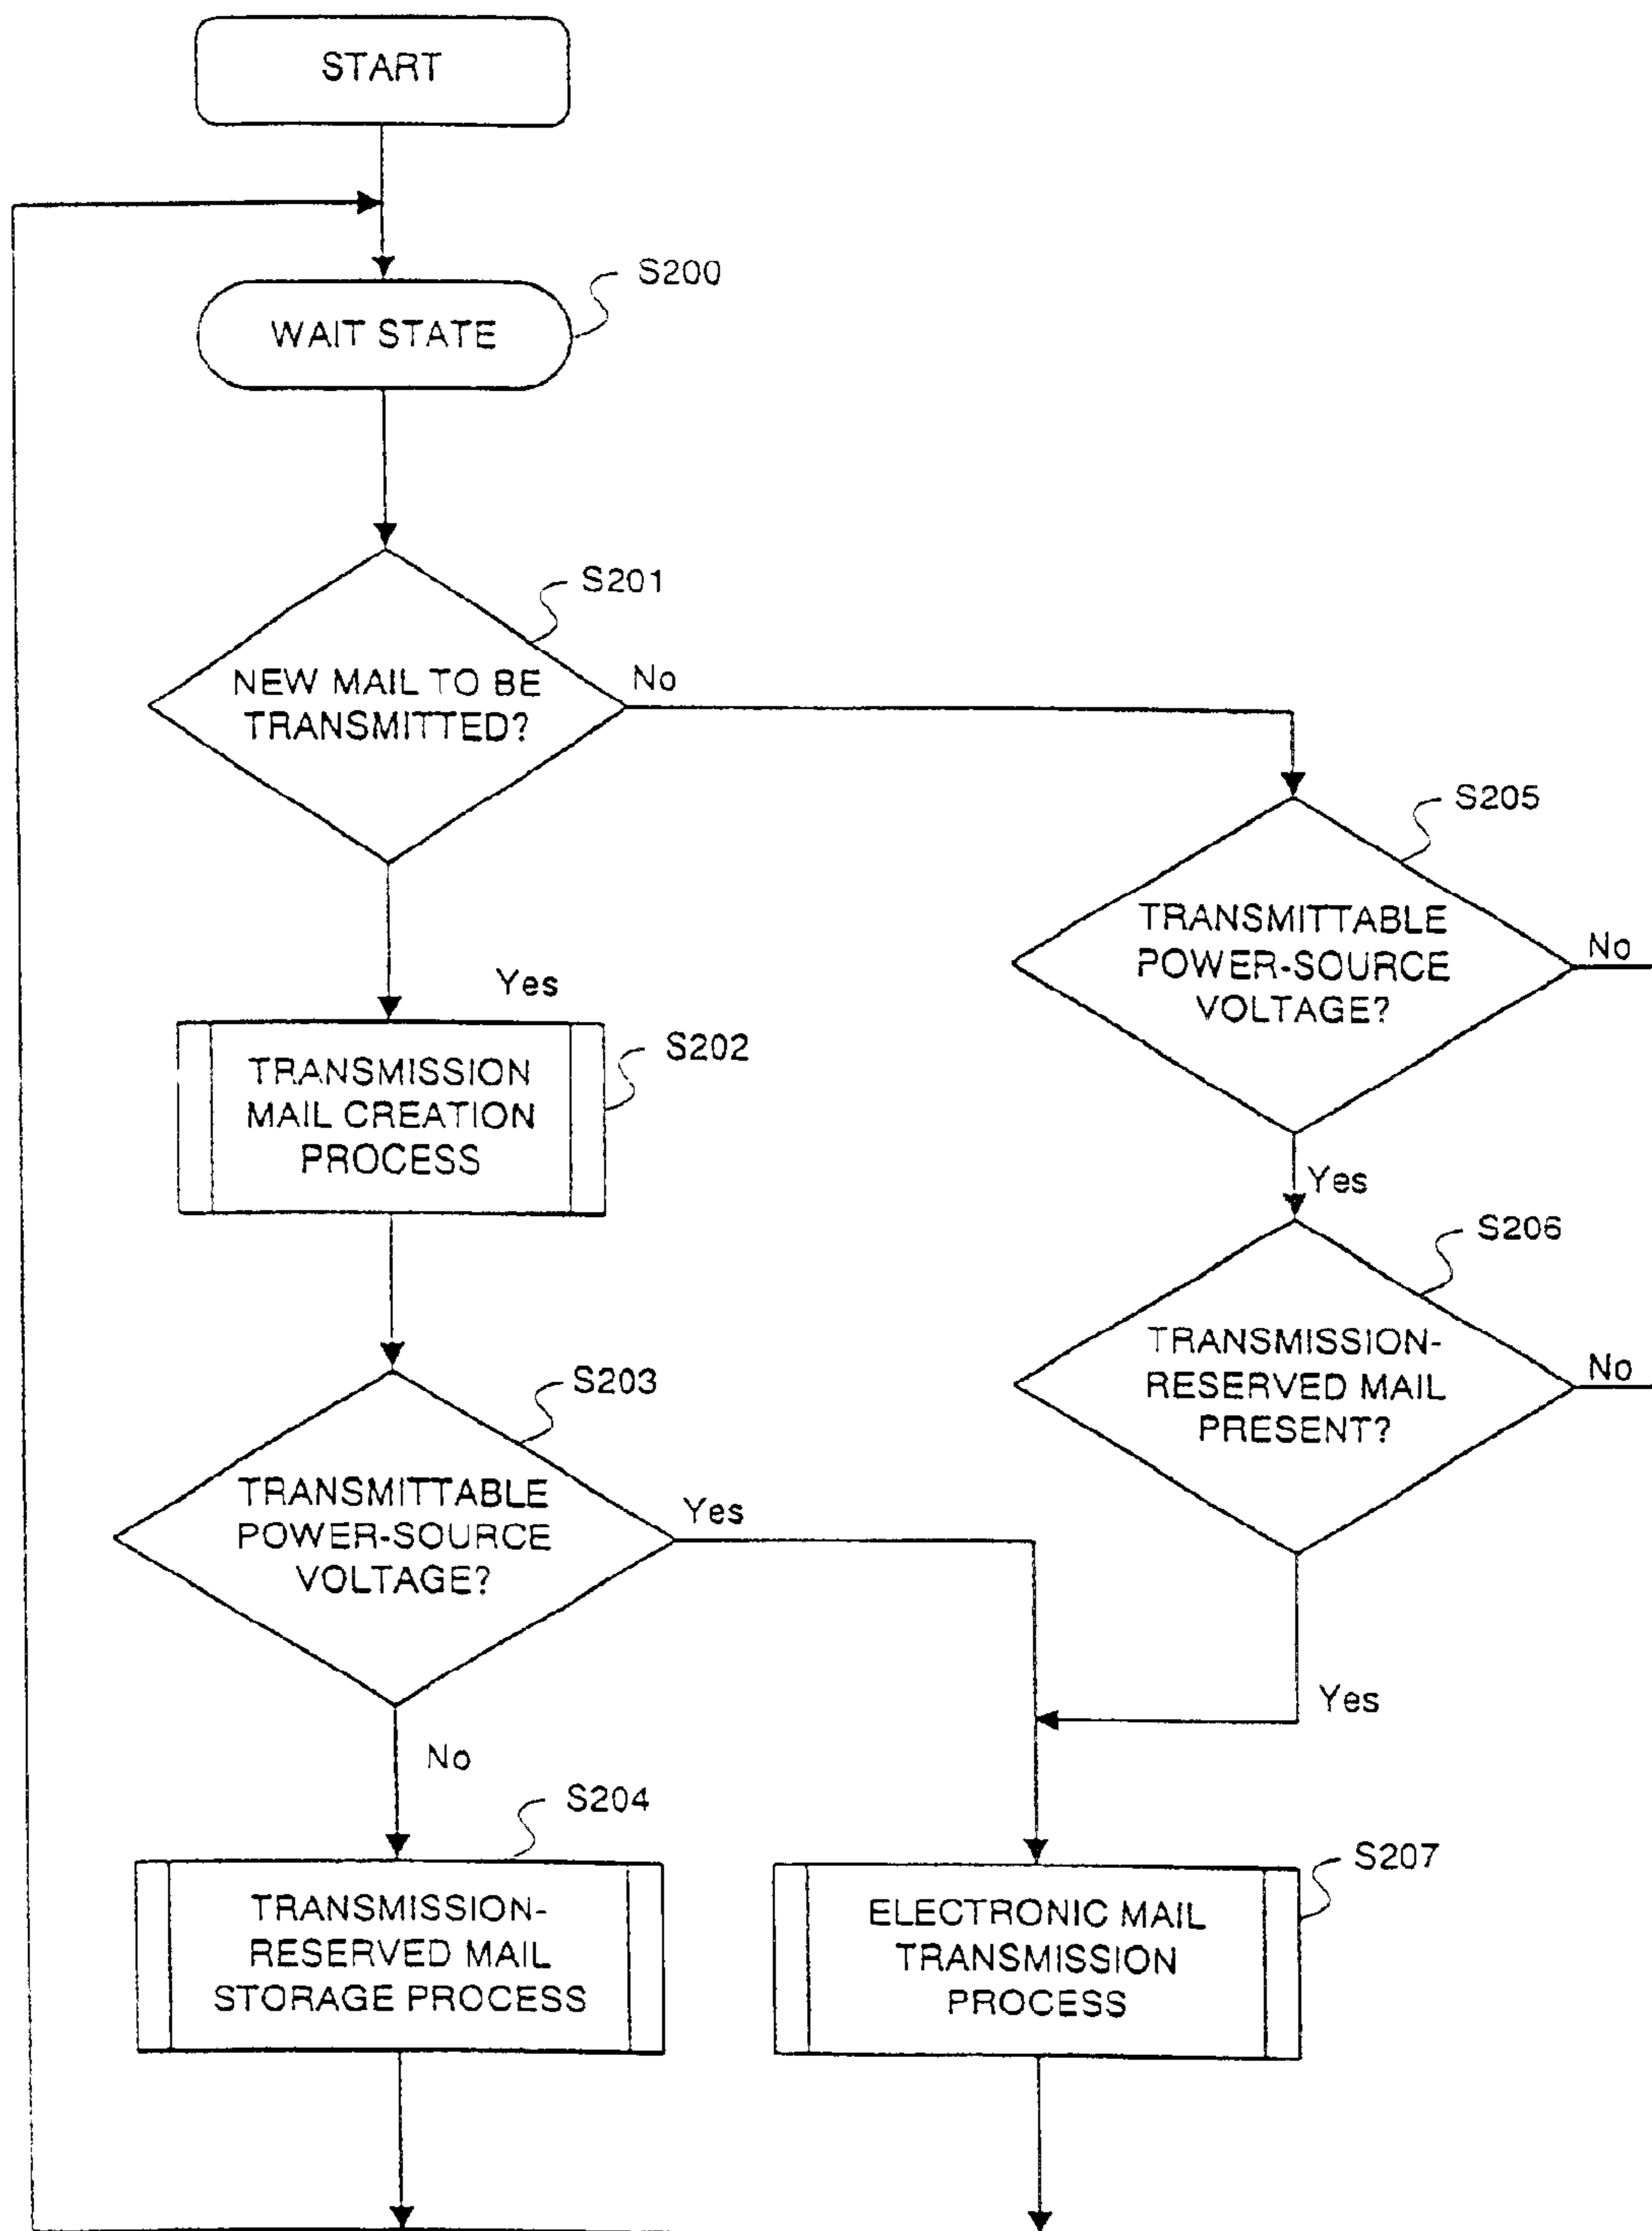 START
S200
WAIT STATE
S201
NEW MAIL TO BE
TRANSMITTED?
No
S205
TRANSMITTABLE
POWER-SOURCE
VOLTAGE?
No
Yes
Yes
S202
TRANSMISSION
MAIL CREATION
PROCESS
S206
TRANSMISSION-
RESERVED MAIL
PRESENT?
No
S203
TRANSMITTABLE
POWER-SOURCE
VOLTAGE?
Yes
Yes
No
S204
TRANSMISSION-
RESERVED MAIL
STORAGE PROCESS
S207
ELECTRONIC MAIL
TRANSMISSION
PROCESS